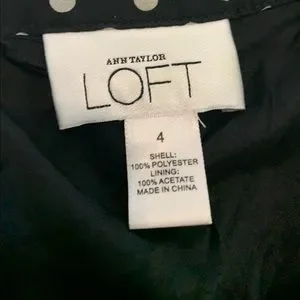 ANN TAYLOR
LOFT
4
SHELL:
100% POLYESTER
LINING:
100% ACETATE
MADE IN CHINA